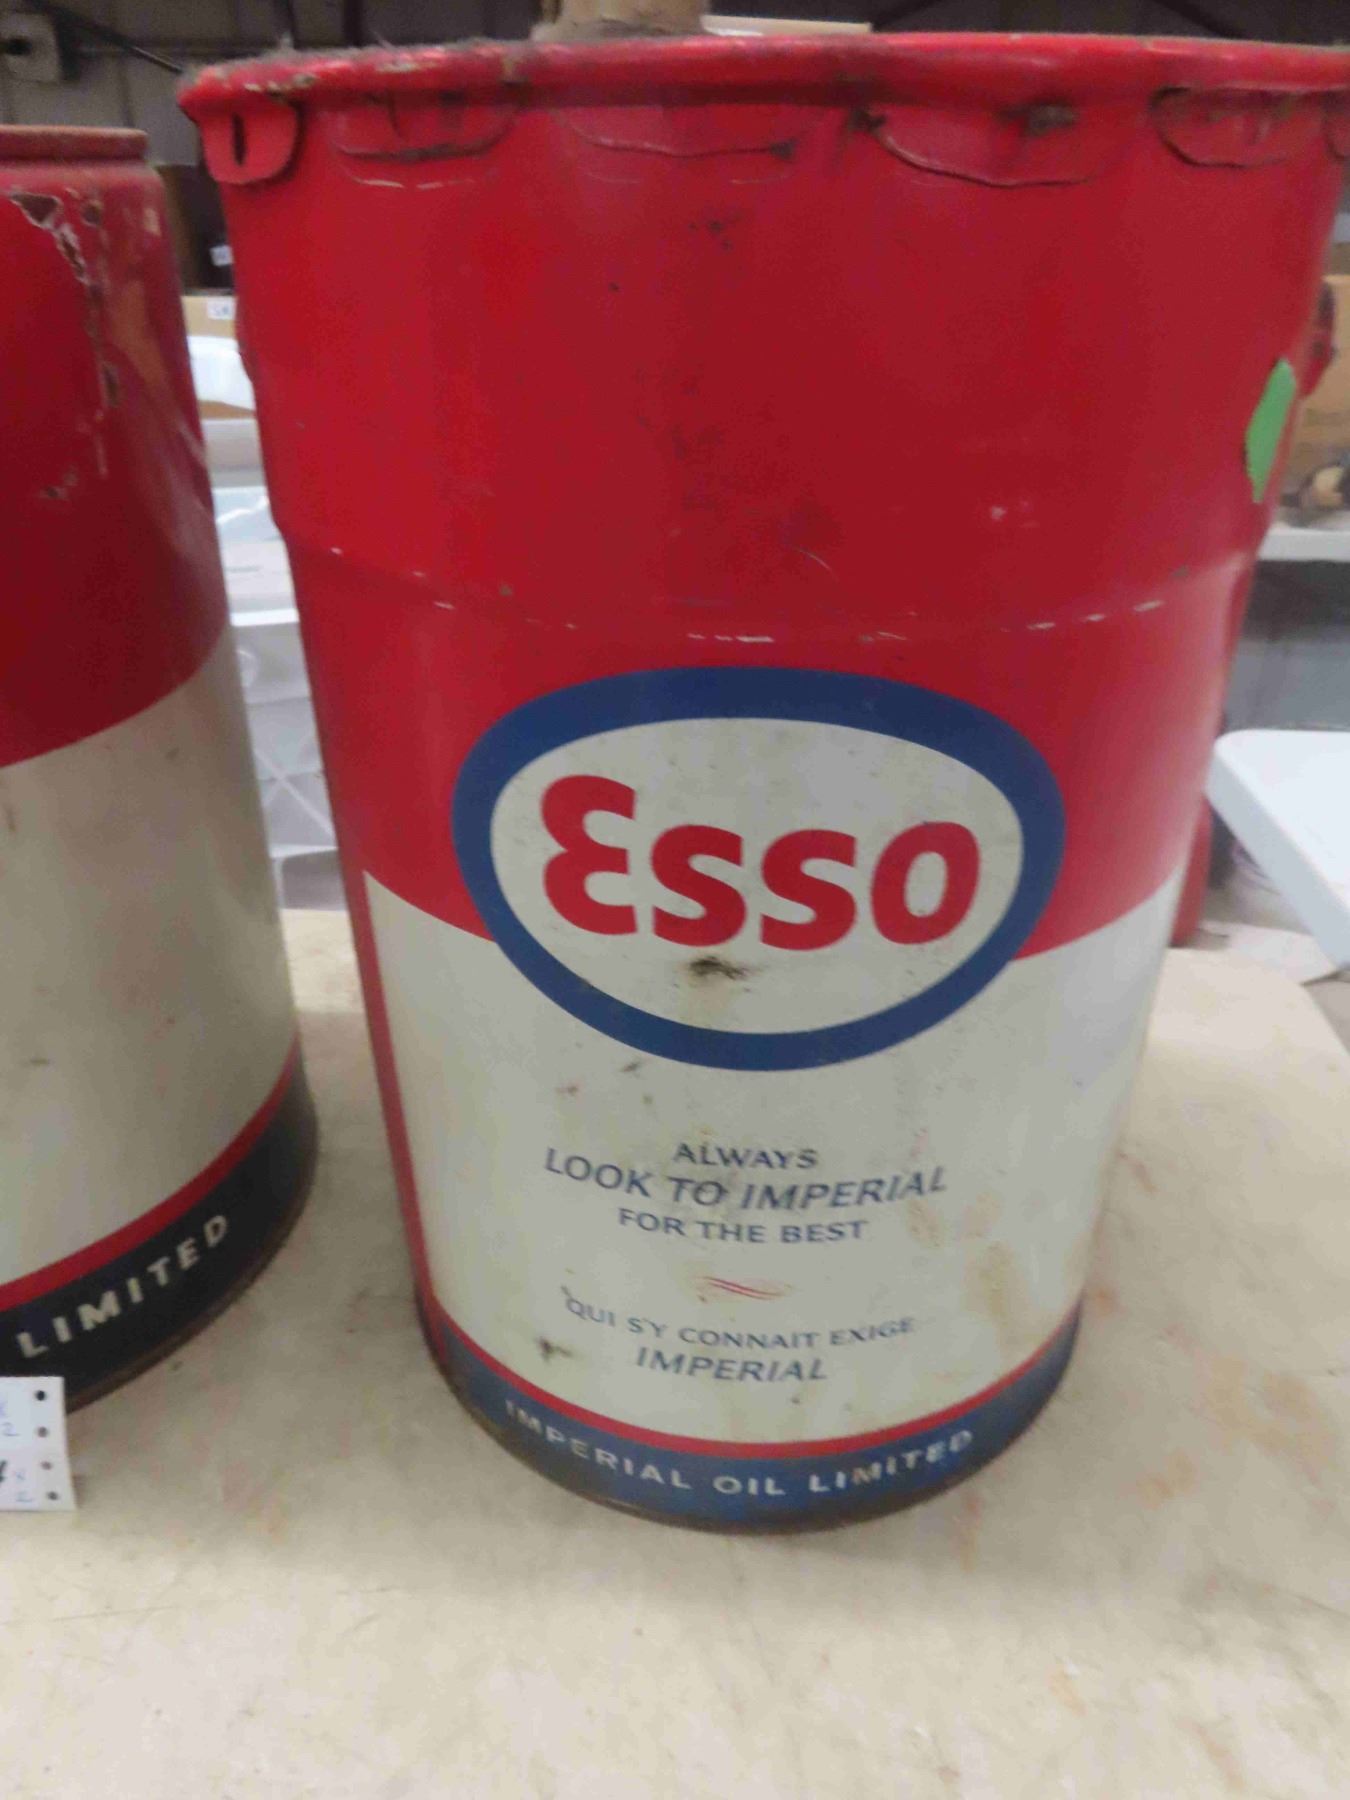 Esso
ALWAYS
LOOK TO IMPERIAL
FOR THE BEST
QUI S'Y CONNAIT EXIGE
IMPERIAL
IMPERIAL OIL LIMITED
LIMITED